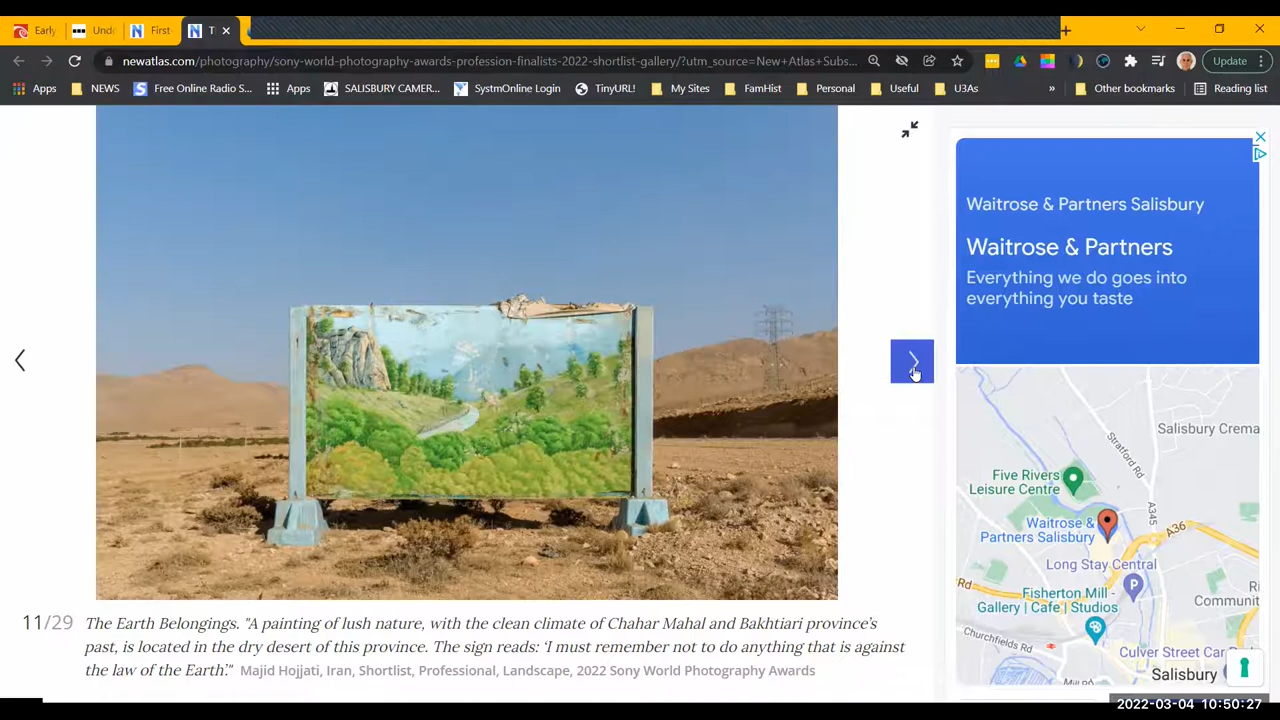 Early
Und
First
T
newatlas.com/photography/sony-world-photography-awards-profession-finalists-2022-shortlist-gallery/?utm_source=New+Atlas+Subs...
Update
Apps
NEWS
Free Online Radio S...
Apps
SALISBURY CAMER...
SystmOnline Login
TinyURL!
My Sites
FamHist
Personal
Useful
U3As
»
Other bookmarks
Reading list
Waitrose & Partners Salisbury
Waitrose & Partners
Everything we do goes into
everything you taste
Salisbury Crema
Stratford Rd
Five Rivers
Leisure Centre
A345
Waitrose &
Partners Salisbury
A36
Long Stay Central
P
Rd
Fisherton Mill -
Gallery | Cafe | Studios
Communit
Churchfields Rd
Culver Street Car
Salisbury
11/29
The Earth Belongings. "A painting of lush nature, with the clean climate of Chahar Mahal and Bakhtiari province's
past, is located in the dry desert of this province. The sign reads: 'I must remember not to do anything that is against
the law of the Earth'." Majid Hojjati, Iran, Shortlist, Professional, Landscape, 2022 Sony World Photography Awards
2022-03-04 10:50:27